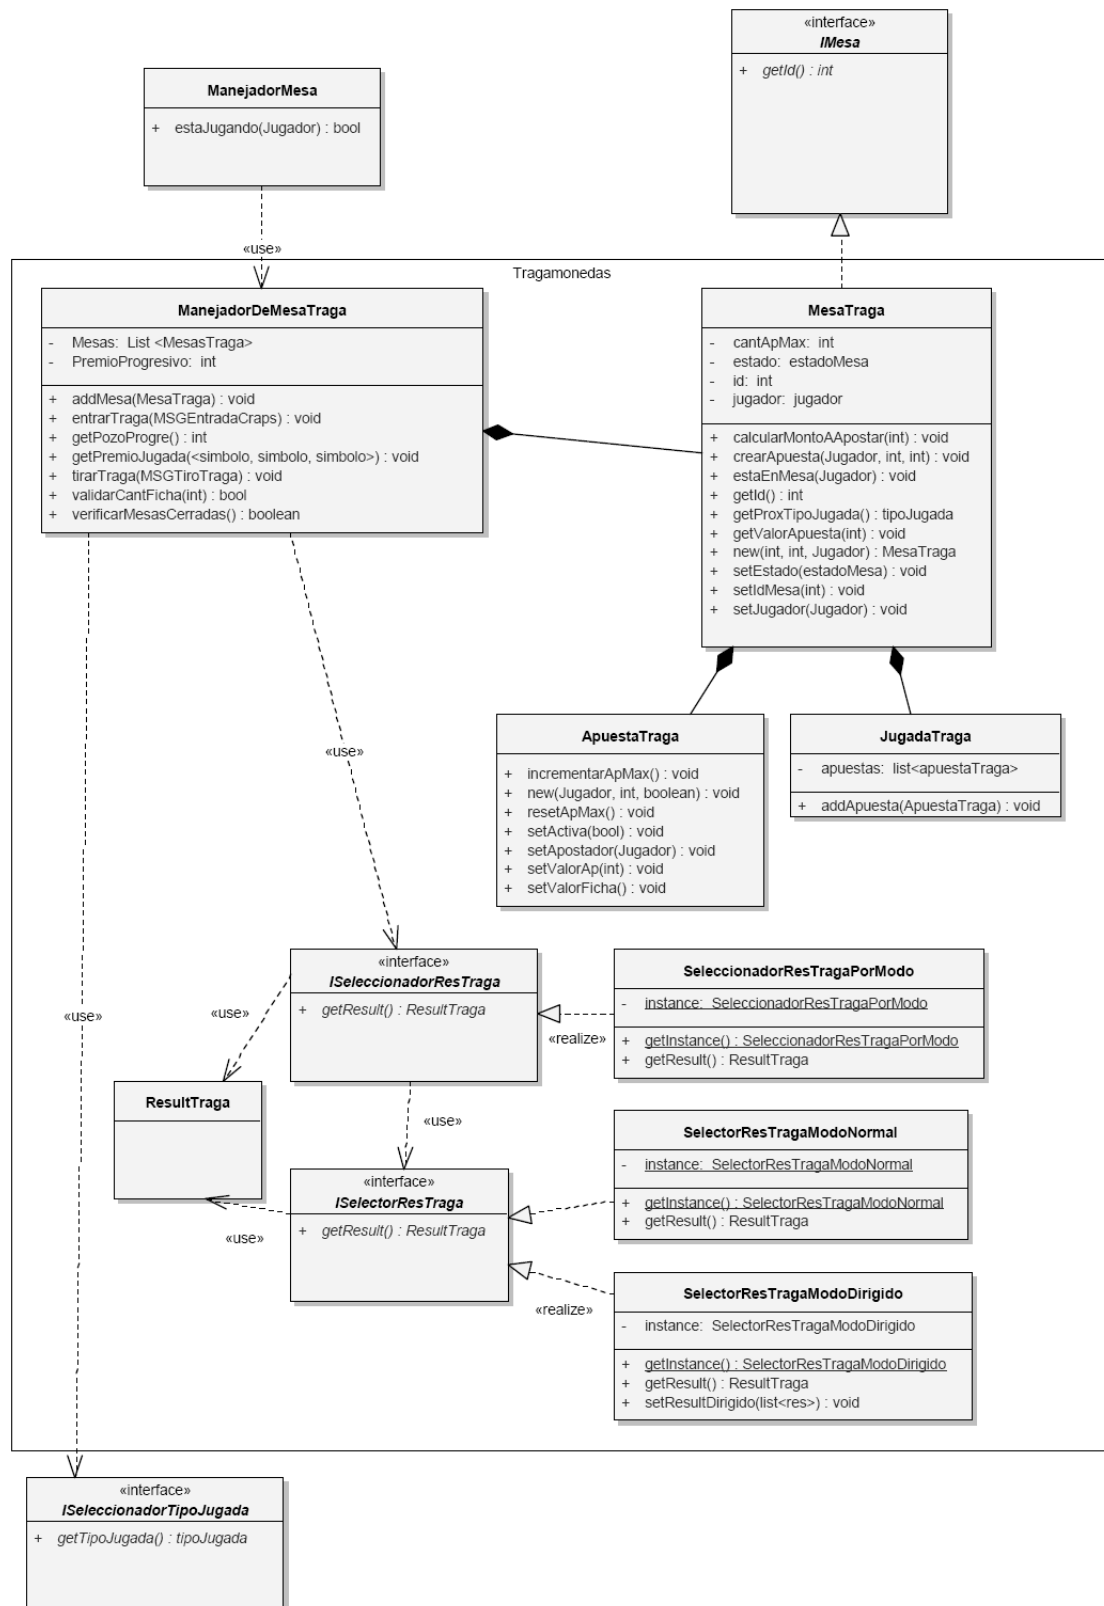 «interface»
IMesa
+ getId() : int
ManejadorMesa
+ estaJugando(Jugador) : bool
«use»
Tragamonedas
ManejadorDeMesaTraga
- Mesas: List <MesasTraga>
- PremioProgresivo: int
+ addMesa(MesaTraga) : void
+ entrarTraga(MSGEntradaCraps) : void
+ getPozoProgre() : int
+ getPremioJugada(<simbolo, simbolo, simbolo>) : void
+ tirarTraga(MSGTiroTraga) : void
+ validarCantFicha(int) : bool
+ verificarMesasCerradas() : boolean
MesaTraga
- cantApMax: int
- estado: estadoMesa
- id: int
- jugador: jugador
+ calcularMontoAApostar(int) : void
+ crearApuesta(Jugador, int, int) : void
+ estaEnMesa(Jugador) : void
+ getId() : int
+ getProxTipoJugada() : tipoJugada
+ getValorApuesta(int) : void
+ new(int, int, Jugador) : MesaTraga
+ setEstado(estadoMesa) : void
+ setIdMesa(int) : void
+ setJugador(Jugador) : void
ApuestaTraga
+ incrementarApMax() : void
+ new(Jugador, int, boolean) : void
+ resetApMax() : void
+ setActiva(bool) : void
+ setApostador(Jugador) : void
+ setValorAp(int) : void
+ setValorFicha() : void
JugadaTraga
- apuestas: list<apuestaTraga>
+ addApuesta(ApuestaTraga) : void
«use»
«use»
«interface»
ISeleccionadorResTraga
+ getResult() : ResultTraga
SeleccionadorResTragaPorModo
- instance: SeleccionadorResTragaPorModo
+ getInstance() : SeleccionadorResTragaPorModo
+ getResult() : ResultTraga
«use»
«realize»
ResultTraga
«use»
SelectorResTragaModoNormal
- instance: SelectorResTragaModoNormal
+ getInstance() : SelectorResTragaModoNormal
+ getResult() : ResultTraga
«interface»
ISelectorResTraga
+ getResult() : ResultTraga
«use»
«realize»
SelectorResTragaModoDirigido
- instance: SelectorResTragaModoDirigido
+ getInstance() : SelectorResTragaModoDirigido
+ getResult() : ResultTraga
+ setResultDirigido(list<res>) : void
«interface»
ISeleccionadorTipoJugada
+ getTipoJugada() : tipoJugada